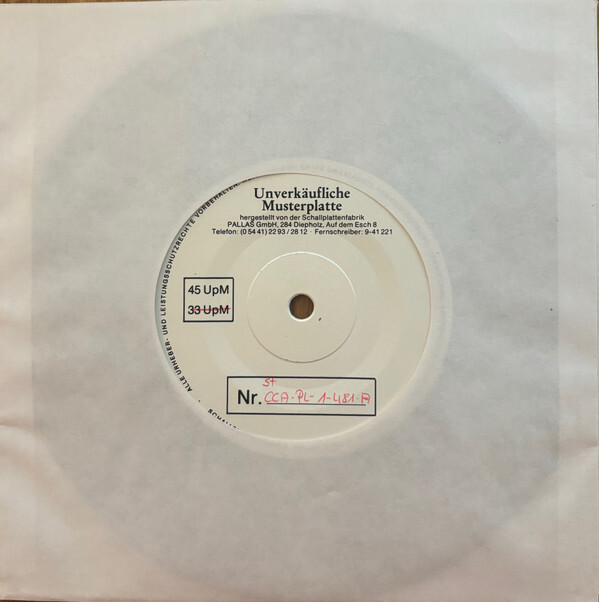 Unverkäufliche
Musterplatte
hergestellt von der Schallplattenfabrik
PALLAS GmbH, 284 Diepholz, Auf dem Esch 8
Telefon: (0 54 41) 22 93 / 28 12 · Fernschreiber: 9-41 221
ALLE URHEBER- UND LEISTUNGSSCHUTZRECHTE VORBEHALTEN.
45 UpM
33 UpM
st
Nr. CCA-PL-1-481-A